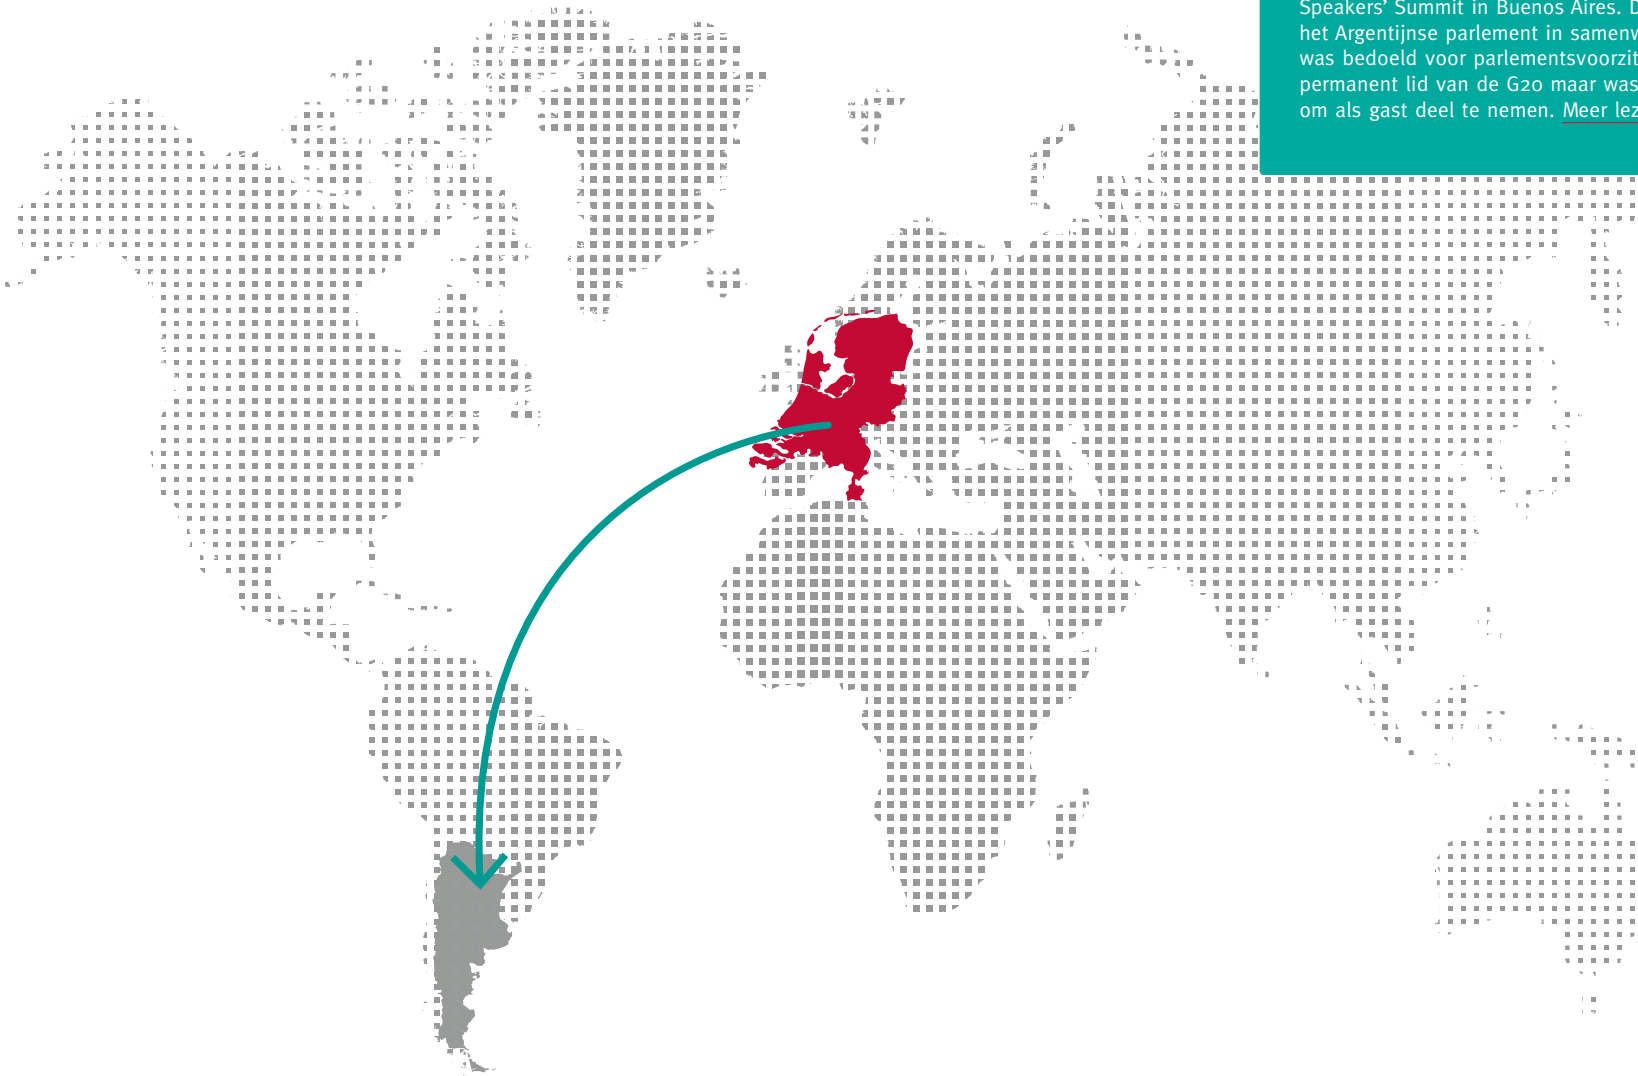 Speakers’ Summit in Buenos Aires.
het Argentijnse parlement in
was bedoeld voor
permanent lid van de G20 maar was
om als gast deel te nemen. Meer